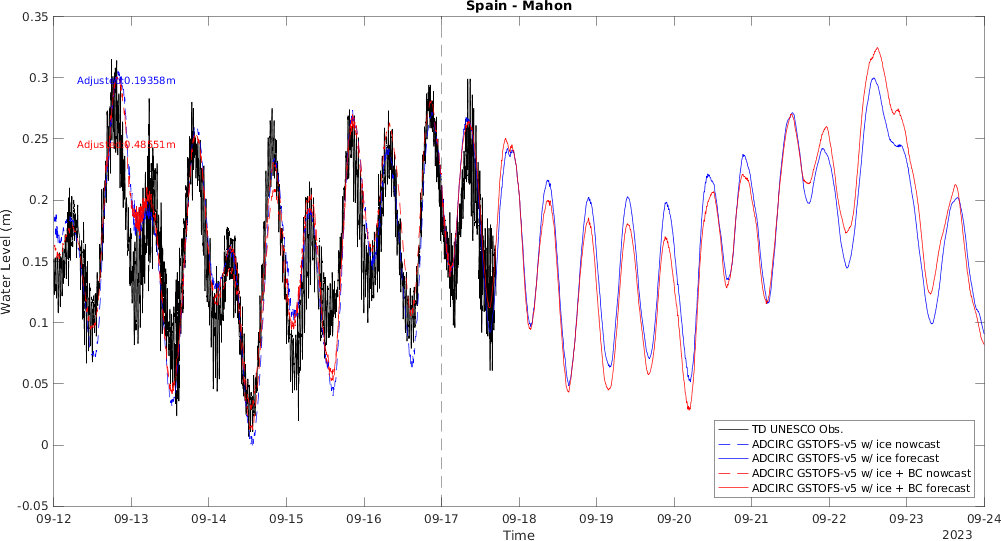 Spain - Mahon
0.35
0.3
0.25
0.2
0.15
0.1
0.05
0
-0.05
Water Level (m)
Adjusted:0.19358m
TD UNESCO Obs.
ADCIRC GSTOFS-v5 w/ ice nowcast
ADCIRC GSTOFS-v5 w/ ice forecast
ADCIRC GSTOFS-v5 w/ ice + BC nowcast
ADCIRC GSTOFS-v5 w/ ice + BC forecast
09-12 09-13 09-14 09-15 09-16 09-17 09-18 09-19 09-20 09-21 09-22 09-23 09-24
Time
2023